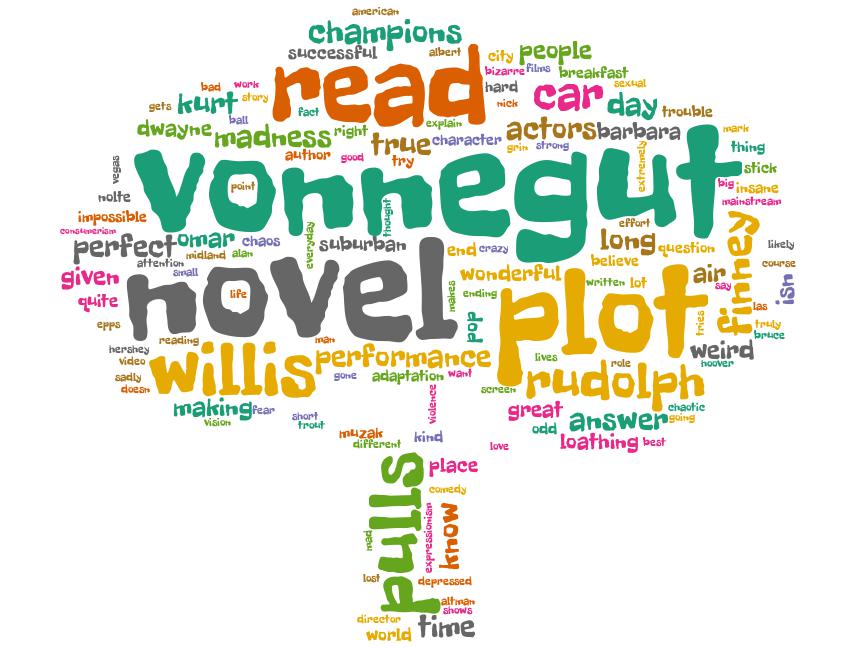 american
champions
successful albert city people
read bizarre films breakfast
bad work hard car sexual
gets kurt story nick day trouble
fact
ball explain
dwayne madness right true character actors barbara mark
author good try grin strong thing
vonnegut
vegas nolte point extremely stick
big insane
thought mainstream
impossible effort
consumerism
perfect omar chaos everyday suburban end crazy long question finney likely
midland alan believe
attention course
given small wonderful air isn
quite life novel makes ending plot written lot say
las
epps pop tries truly
reading man bruce
hershey willis performance lives weird
video role hoover
sadly gone adaptation want rudolph
doesn screen
making fear violence great answer chaotic
vision short going
trout odd
muzak kind loathing best
different love
stind place
comedy
mad expressionism know
lost depressed
altman
shows
director time
world